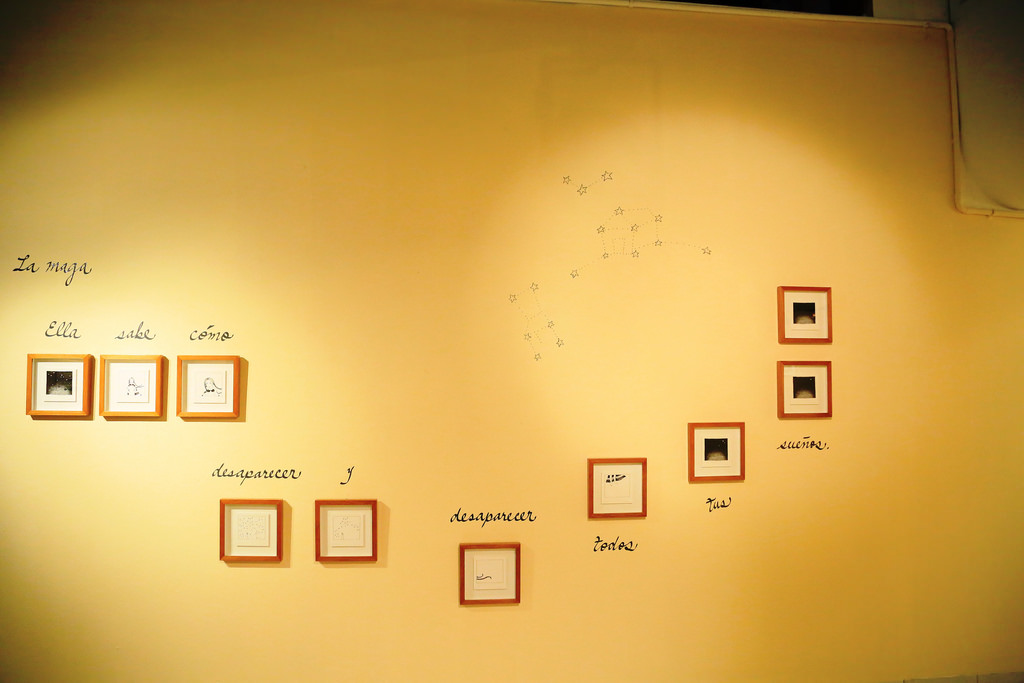 La maga
Ella sabe cómo
desaparecer y
desaparecer
todos
tus
sueños.